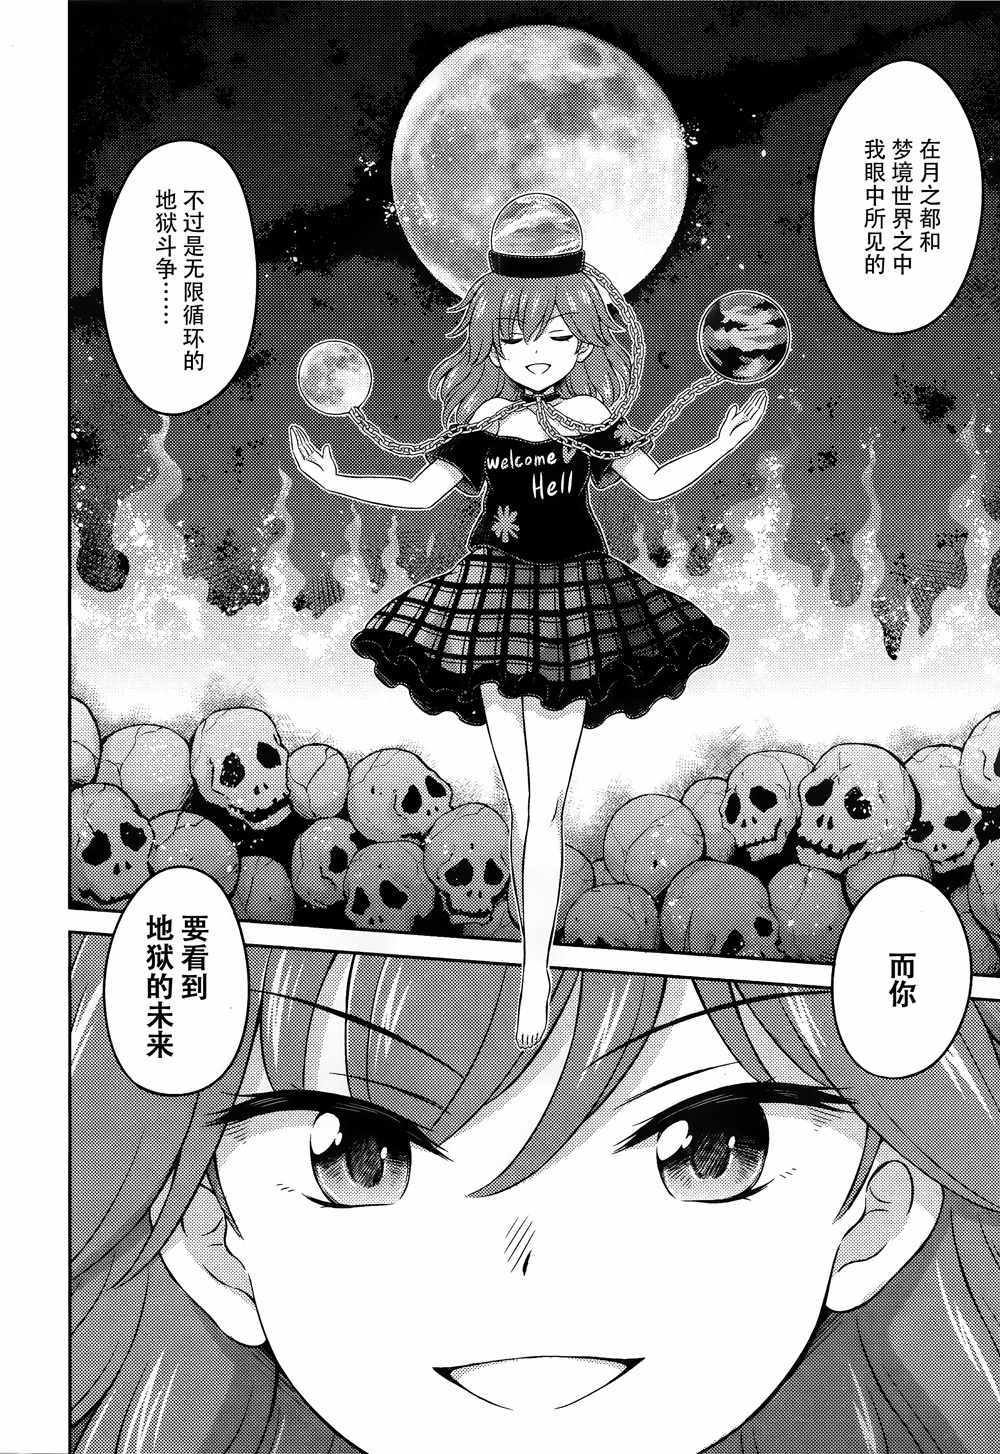 在月之都和
梦境世界之中
我眼中所见的
不过是无限循环的
地狱斗争……
welcome
Hell
而你
要看到
地狱的未来